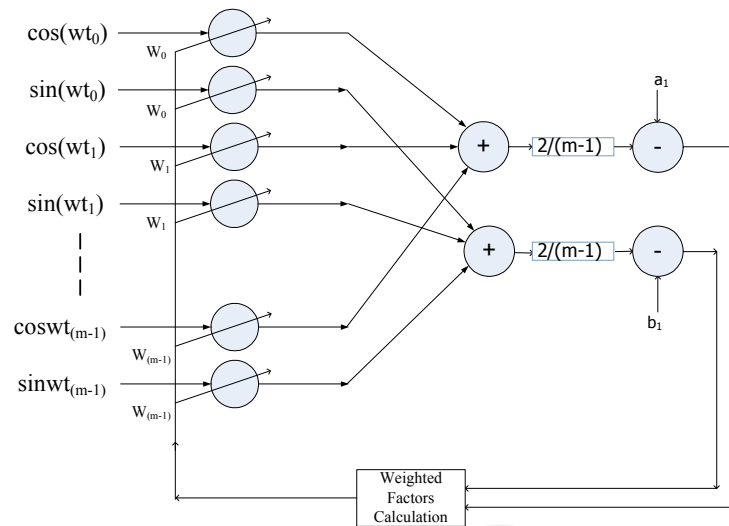 cos(wt₀)
W₀
sin(wt₀)
W₀
cos(wt₁)
W₁
sin(wt₁)
W₁
coswt₍ₘ₋₁₎
W₍ₘ₋₁₎
sinwt₍ₘ₋₁₎
W₍ₘ₋₁₎
+
2/(m-1)
a₁
-
+
2/(m-1)
-
b₁
Weighted
Factors
Calculation